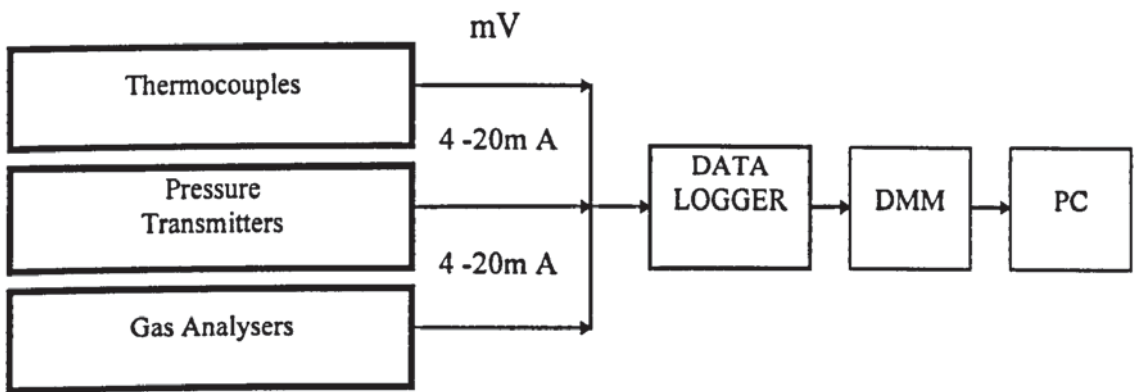 mV
Thermocouples
4 -20m A
Pressure
Transmitters
4 -20m A
Gas Analysers
DATA
LOGGER
DMM
PC